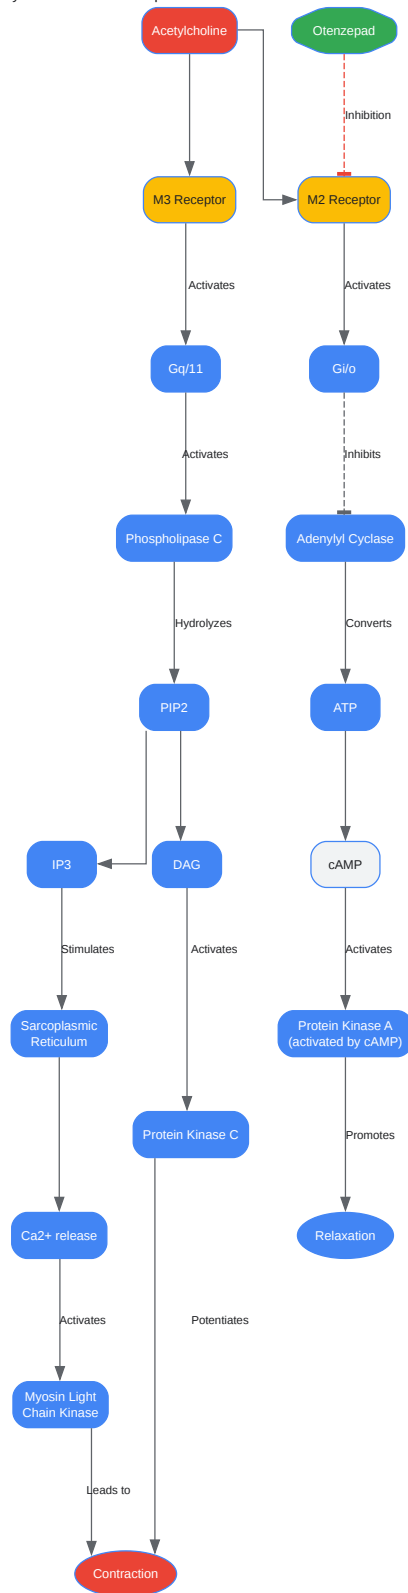 Acetylcholine
Otenzepad
Inhibition
M3 Receptor
M2 Receptor
Activates
Activates
Gq/11
Gi/o
Activates
Inhibits
Phospholipase C
Adenylyl Cyclase
Hydrolyzes
Converts
PIP2
ATP
IP3
DAG
cAMP
Stimulates
Activates
Activates
Sarcoplasmic
Reticulum
Protein Kinase A
(activated by cAMP)
Protein Kinase C
Promotes
Ca2+ release
Relaxation
Activates
Potentiates
Myosin Light
Chain Kinase
Leads to
Contraction